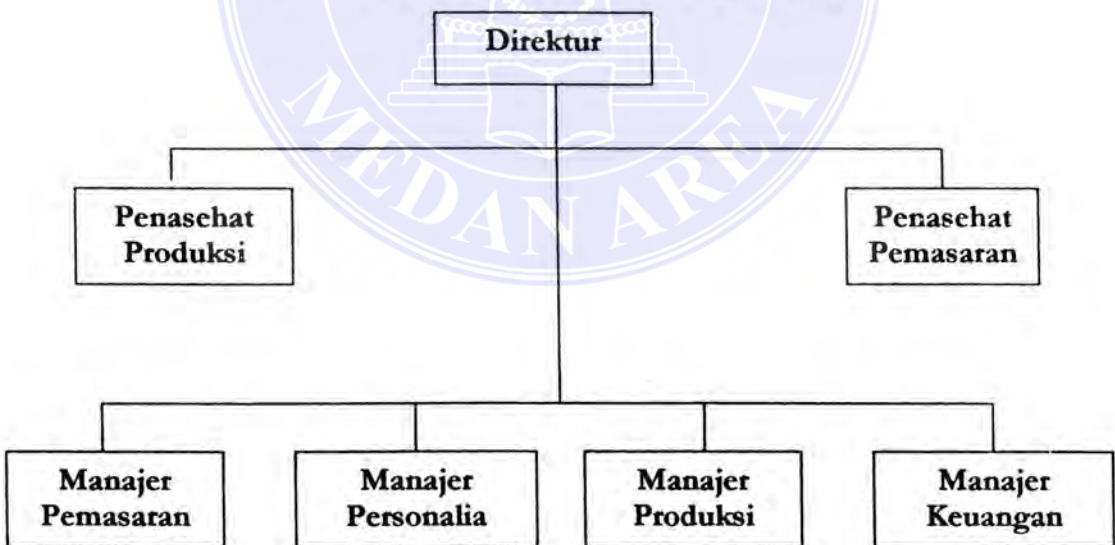 Direktur
MEDAN AREA
Penasehat
Produksi
Penasehat
Pemasaran
Manajer
Pemasaran
Manajer
Personalia
Manajer
Produksi
Manajer
Keuangan